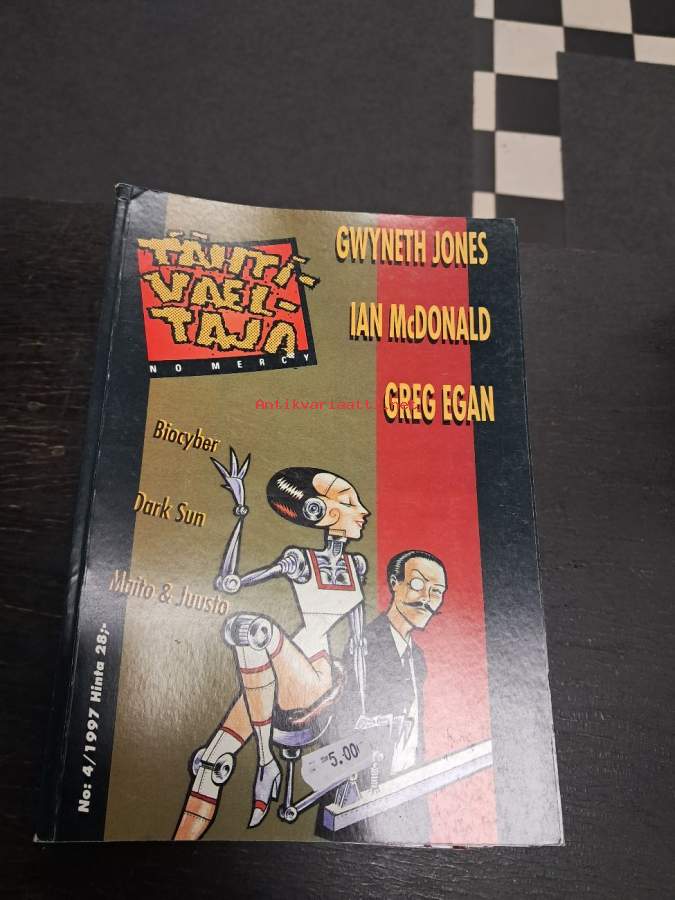 TÄHTI-
VAEL-
TAJA
NO MERCY
GWYNETH JONES
IAN McDONALD
GREG EGAN
Antikvariaatti.net
Biocyber
Dark Sun
Maito & Juusto
No: 4/1997 Hinta 28;-
5.00